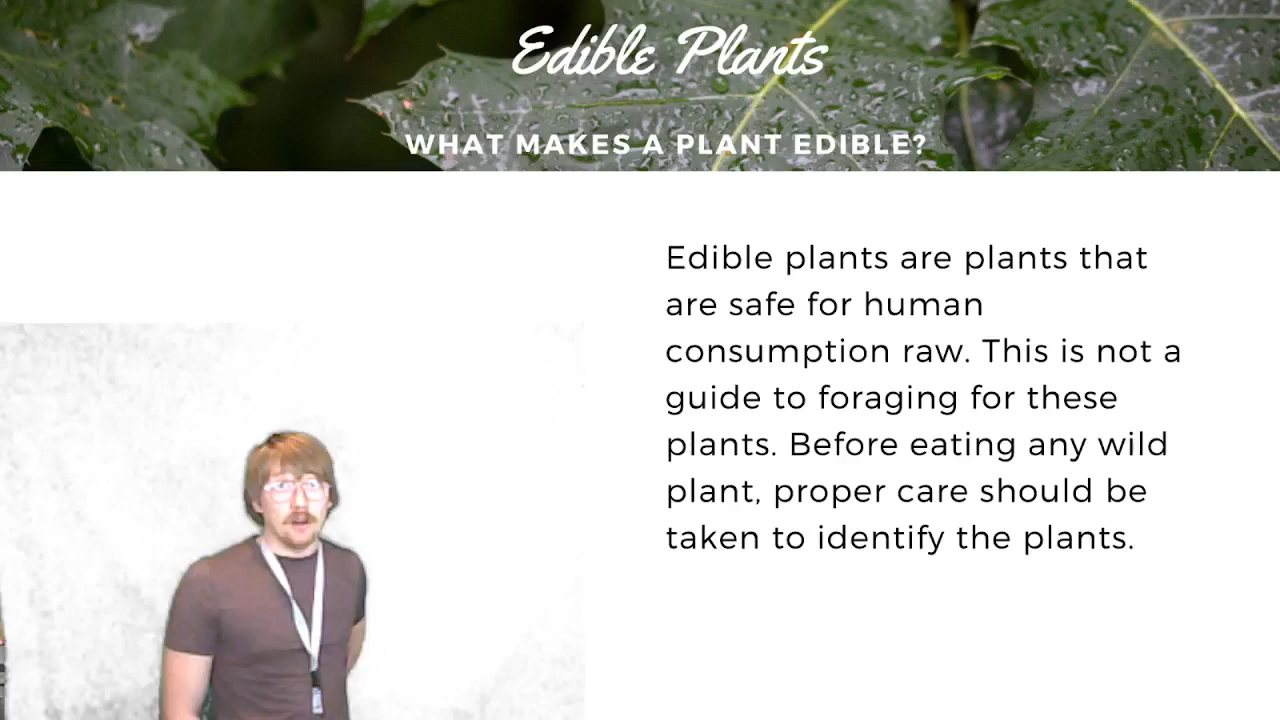 Edible Plants
WHAT MAKES A PLANT EDIBLE?
Edible plants are plants that
are safe for human
consumption raw. This is not a
guide to foraging for these
plants. Before eating any wild
plant, proper care should be
taken to identify the plants.